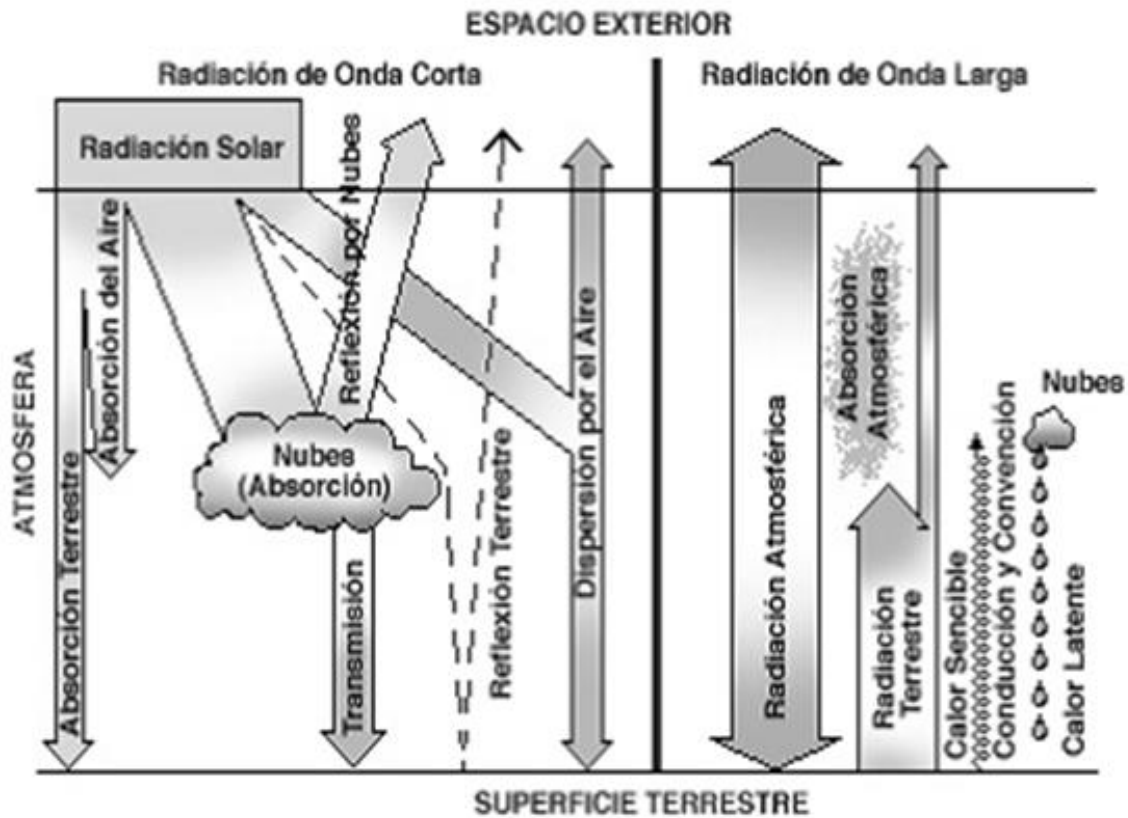 ESPACIO EXTERIOR
Radiación de Onda Corta
Radiación de Onda Larga
Radiación Solar
ATMOSFERA
Absorción Terrestre
Absorción del Aire
Reflexión por Nubes
Nubes
(Absorción)
Transmisión
Reflexión Terrestre
Dispersión por el Aire
Radiación Atmosférica
Absorción
Atmosférica
Radiación
Terrestre
Calor Sencible
Conducción y Convención
Nubes
Calor Latente
SUPERFICIE TERRESTRE